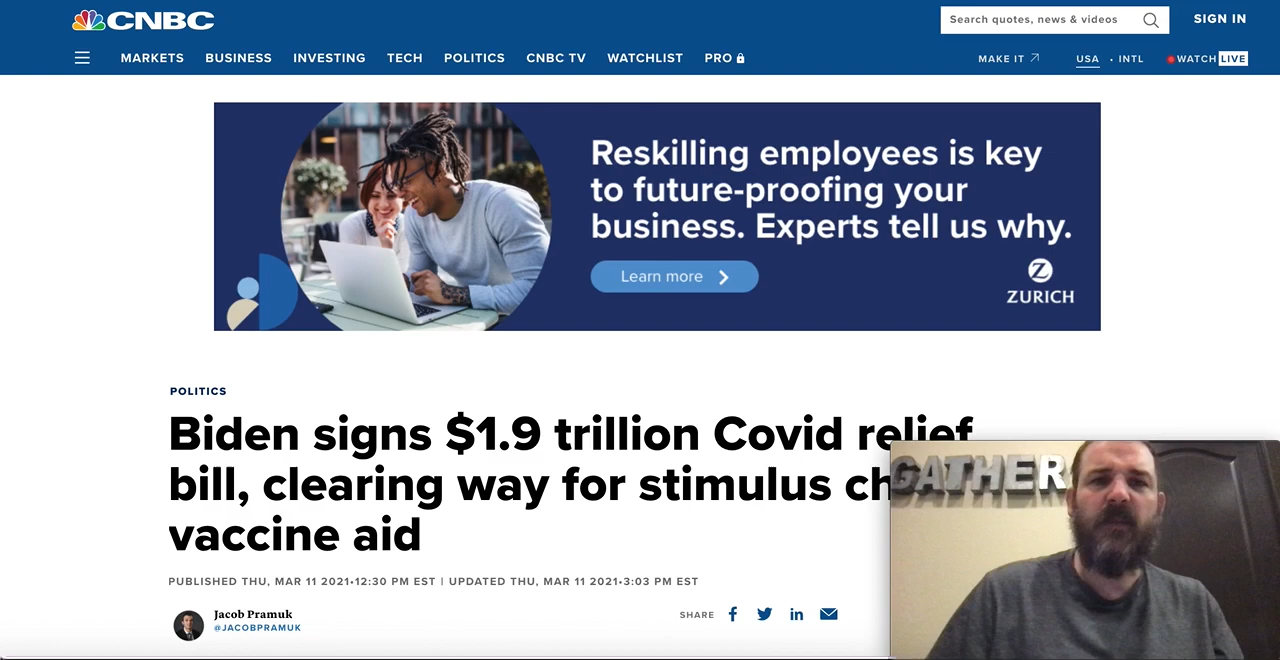 CNBC
Search quotes, news & videos
SIGN IN
MARKETS BUSINESS INVESTING TECH POLITICS CNBC TV WATCHLIST PRO
MAKE IT USA • INTL WATCH LIVE
Reskilling employees is key
to future-proofing your
business. Experts tell us why.
Learn more
Z
ZURICH
POLITICS
Biden signs $1.9 trillion Covid relief
bill, clearing way for stimulus ch
vaccine aid
PUBLISHED THU, MAR 11 2021•12:30 PM EST | UPDATED THU, MAR 11 2021•3:03 PM EST
Jacob Pramuk
@JACOBPRAMUK
SHARE
GATHER